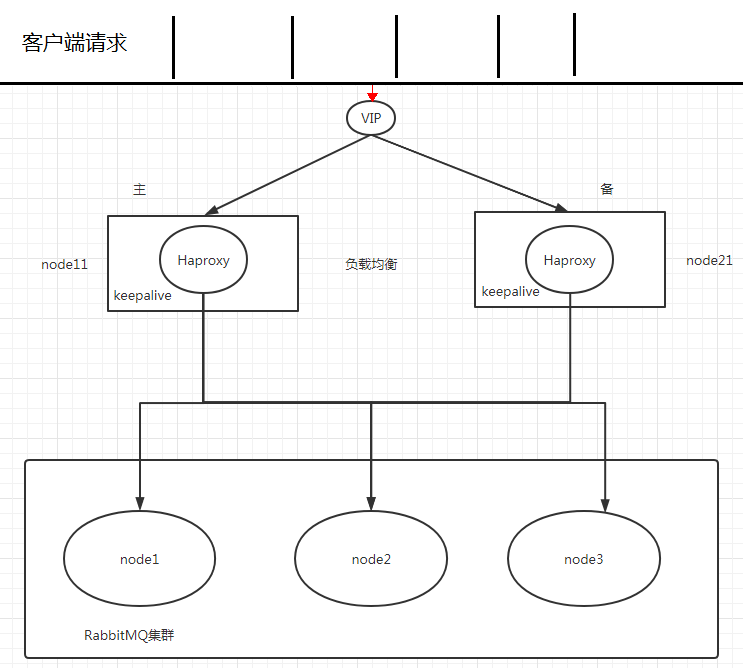 客户端请求
VIP
主
备
node11
Haproxy
keepalive
负载均衡
Haproxy
keepalive
node21
node1
node2
node3
RabbitMQ集群